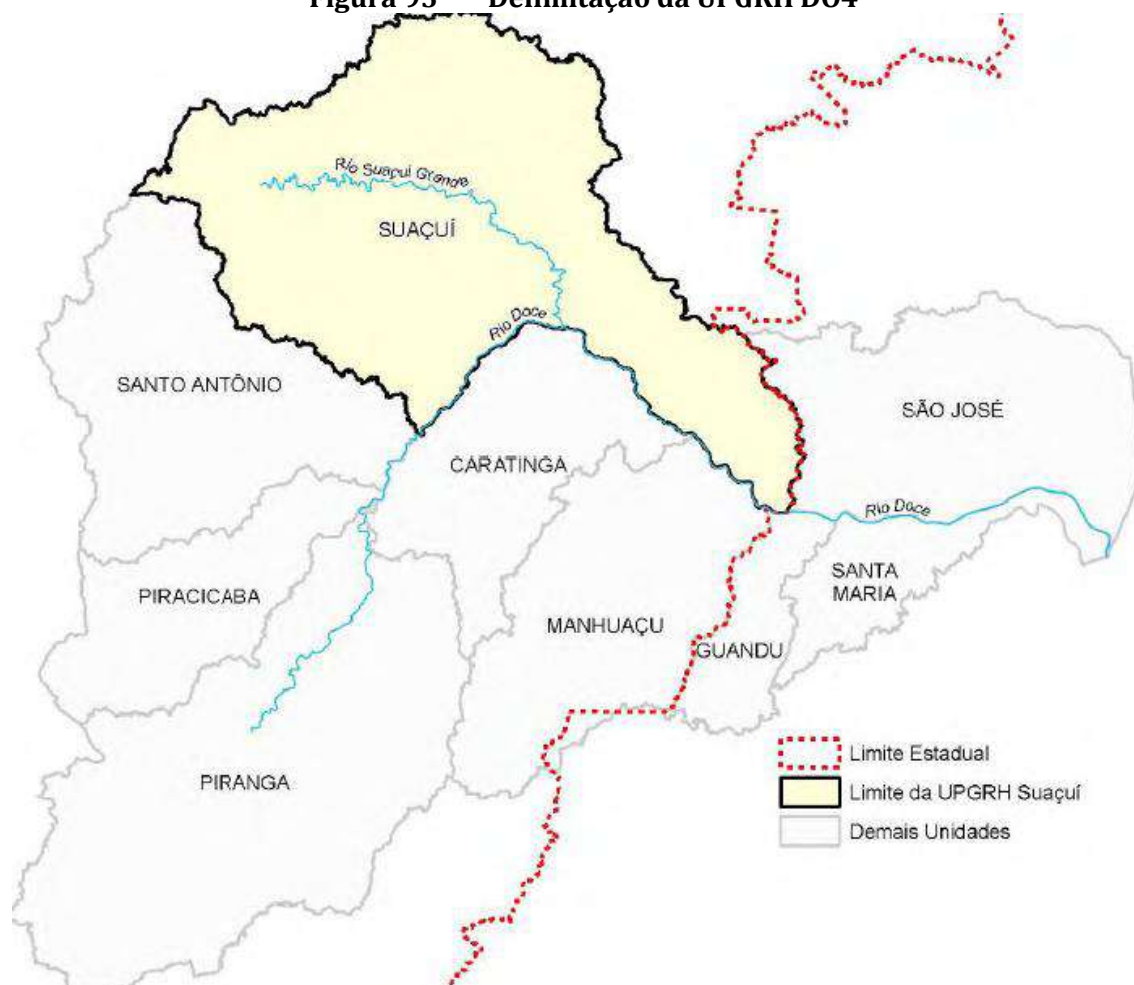 Figura 93 Delimitação da UPGRH DO4
Rio Suaçuí Grande
SUAÇUÍ
Rio Doce
SANTO ANTÔNIO
SÃO JOSÉ
CARATINGA
Rio Doce
SANTA
MARIA
PIRACICABA
MANHUAÇU
GUANDU
PIRANGA
Limite Estadual
Limite da UPGRH Suaçuí
Demais Unidades